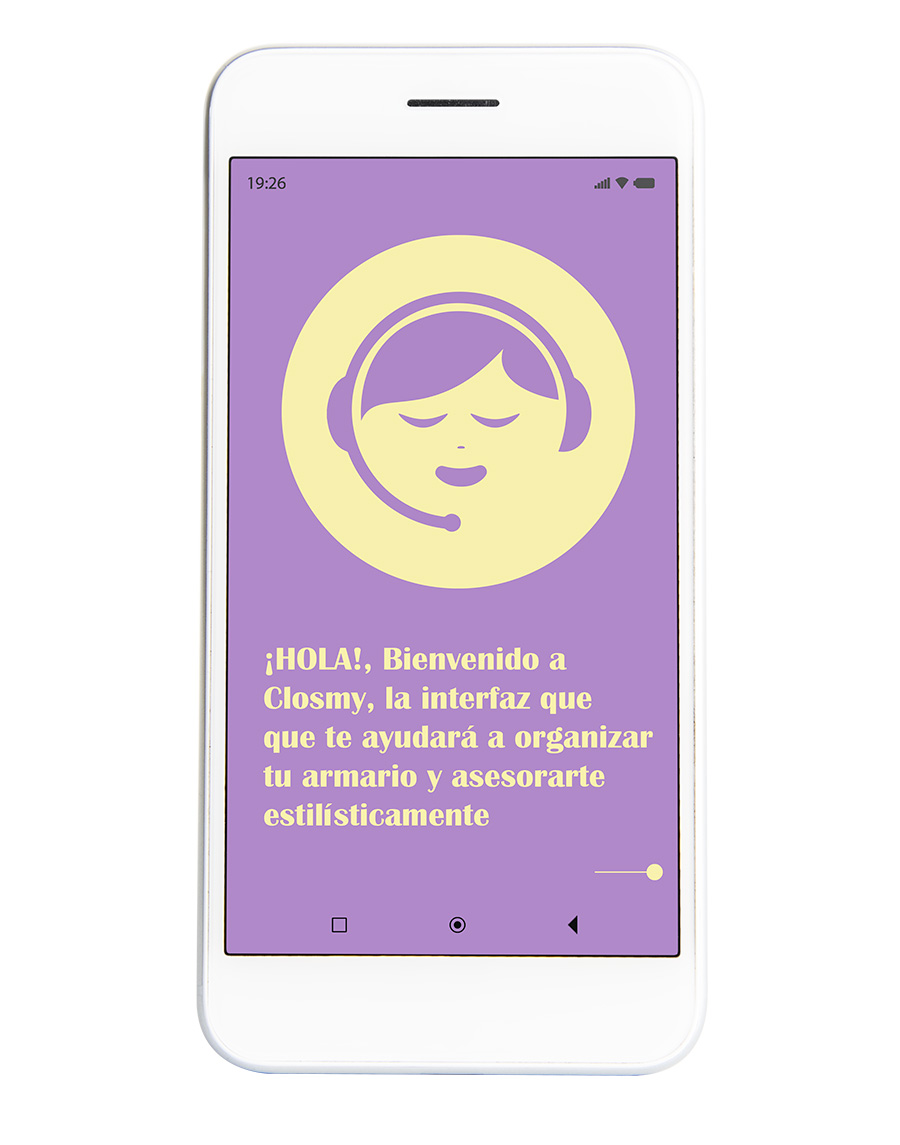 19:26
¡HOLA!, Bienvenido a
Closmy, la interfaz que
que te ayudará a organizar
tu armario y asesorarte
estilísticamente